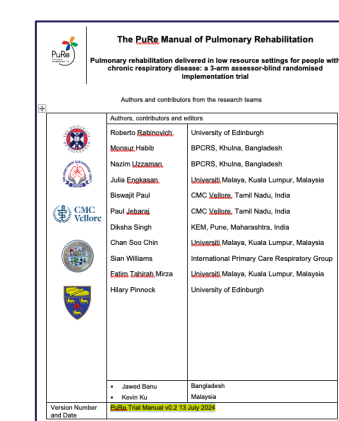 PuRe
The PuRe Manual of Pulmonary Rehabilitation
Pulmonary rehabilitation delivered in low resource settings for people with
chronic respiratory disease: a 3-arm assessor-blind randomised
implementation trial
Authors and contributors from the research teams
Authors, contributors and editors
Roberto Rabinovich, University of Edinburgh
Monsur Habib BPCRS, Khulna, Bangladesh
Nazim Uzzaman, BPCRS, Khulna, Bangladesh
Julia Engkasan, Universiti Malaya, Kuala Lumpur, Malaysia
Biswajit Paul CMC Vellore, Tamil Nadu, India
CMC
Vellore
Paul Jebaraj, CMC Vellore, Tamil Nadu, India
Diksha Singh KEM, Pune, Maharashtra, India
Chan Soo Chin Universiti Malaya, Kuala Lumpur, Malaysia
Sian Williams International Primary Care Respiratory Group
Fatim Tahirah Mirza Universiti Malaya, Kuala Lumpur, Malaysia
Hilary Pinnock University of Edinburgh
• Jawed Banu Bangladesh
• Kevin Ku Malaysia
Version Number
and Date
PuRe Trial Manual v0.2 13 July 2024